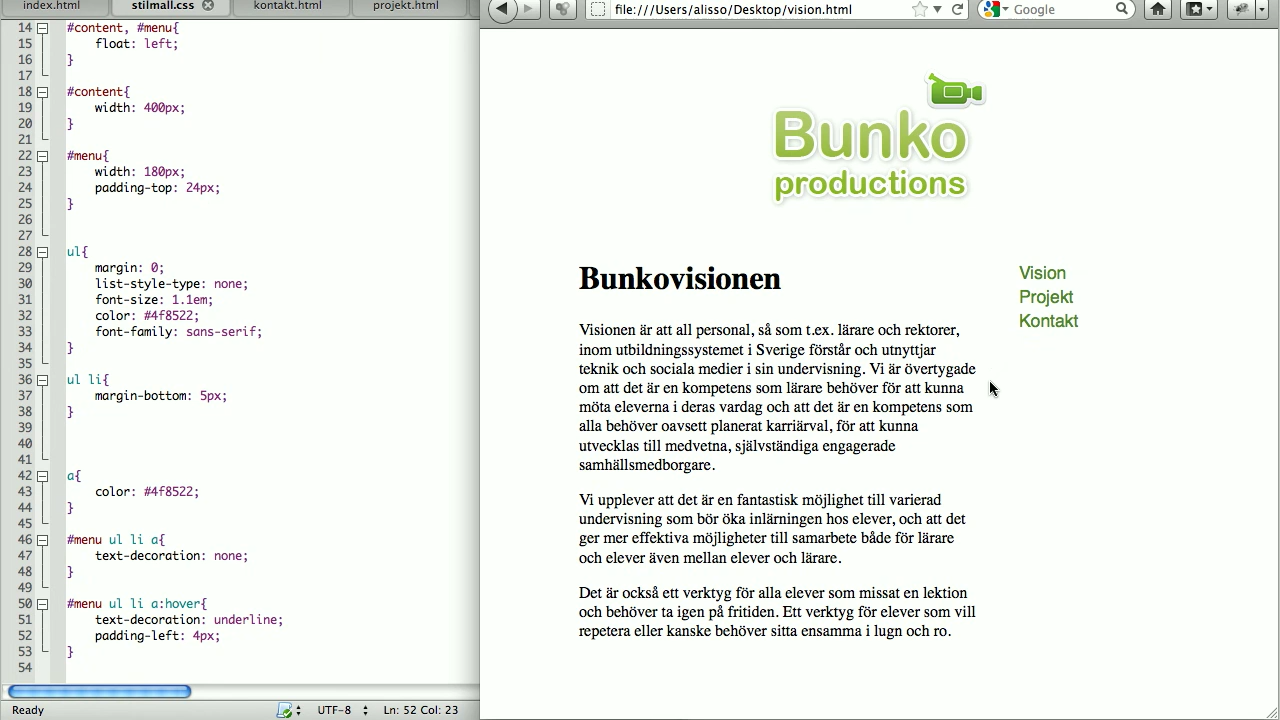 index.html
stilmall.css
kontakt.html
projekt.html
14 #content, #menu{
15 float: left;
16 }
17
18 #content{
19 width: 400px;
20 }
21
22 #menu{
23 width: 180px;
24 padding-top: 24px;
25 }
26
27
28 ul{
29 margin: 0;
30 list-style-type: none;
31 font-size: 1.1em;
32 color: #4f8522;
33 font-family: sans-serif;
34 }
35
36 ul li{
37 margin-bottom: 5px;
38 }
39
40
41
42 a{
43 color: #4f8522;
44 }
45
46 #menu ul li a{
47 text-decoration: none;
48 }
49
50 #menu ul li a:hover{
51 text-decoration: underline;
52 padding-left: 4px;
53 }
54
Ready
UTF-8
Ln: 52 Col: 23
file:///Users/alisso/Desktop/vision.html
Google
Bunko
productions
Bunkovisionen
Visionen är att all personal, så som t.ex. lärare och rektorer,
inom utbildningssystemet i Sverige förstår och utnyttjar
teknik och sociala medier i sin undervisning. Vi är övertygade
om att det är en kompetens som lärare behöver för att kunna
möta eleverna i deras vardag och att det är en kompetens som
alla behöver oavsett planerat karriärval, för att kunna
utvecklas till medvetna, självständiga engagerade
samhällsmedborgare.
Vi upplever att det är en fantastisk möjlighet till varierad
undervisning som bör öka inlärningen hos elever, och att det
ger mer effektiva möjligheter till samarbete både för lärare
och elever även mellan elever och lärare.
Det är också ett verktyg för alla elever som missat en lektion
och behöver ta igen på fritiden. Ett verktyg för elever som vill
repetera eller kanske behöver sitta ensamma i lugn och ro.
Vision
Projekt
Kontakt